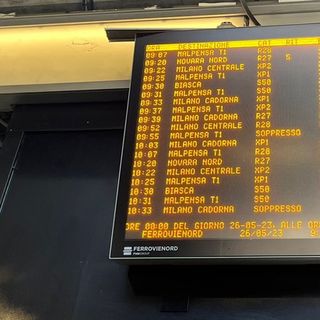 ORA DESTINAZIONE CAT RIT
09:07 MALPENSA T1 R28
09:20 NOVARA NORD R27 5
09:22 MILANO CENTRALE XP2
09:25 MALPENSA T1 XP1
09:30 BIASCA S50
09:31 MALPENSA T1 S50
09:33 MILANO CADORNA XP1
09:37 MALPENSA T1 XP2
09:39 MILANO CADORNA R27
09:52 MILANO CENTRALE R28
09:55 MALPENSA T1 SOPPRESSO
10:03 MILANO CADORNA XP1
10:07 MALPENSA T1 R28
10:20 NOVARA NORD R27
10:22 MILANO CENTRALE XP2
10:25 MALPENSA T1 XP1
10:30 BIASCA S50
10:31 MALPENSA T1 S50
10:33 MILANO CADORNA SOPPRESSO
ORE 00:00 DEL GIORNO 26-05-23, ALLE ORE
FERROVIENORD 26/05/23 9
FERROVIENORD